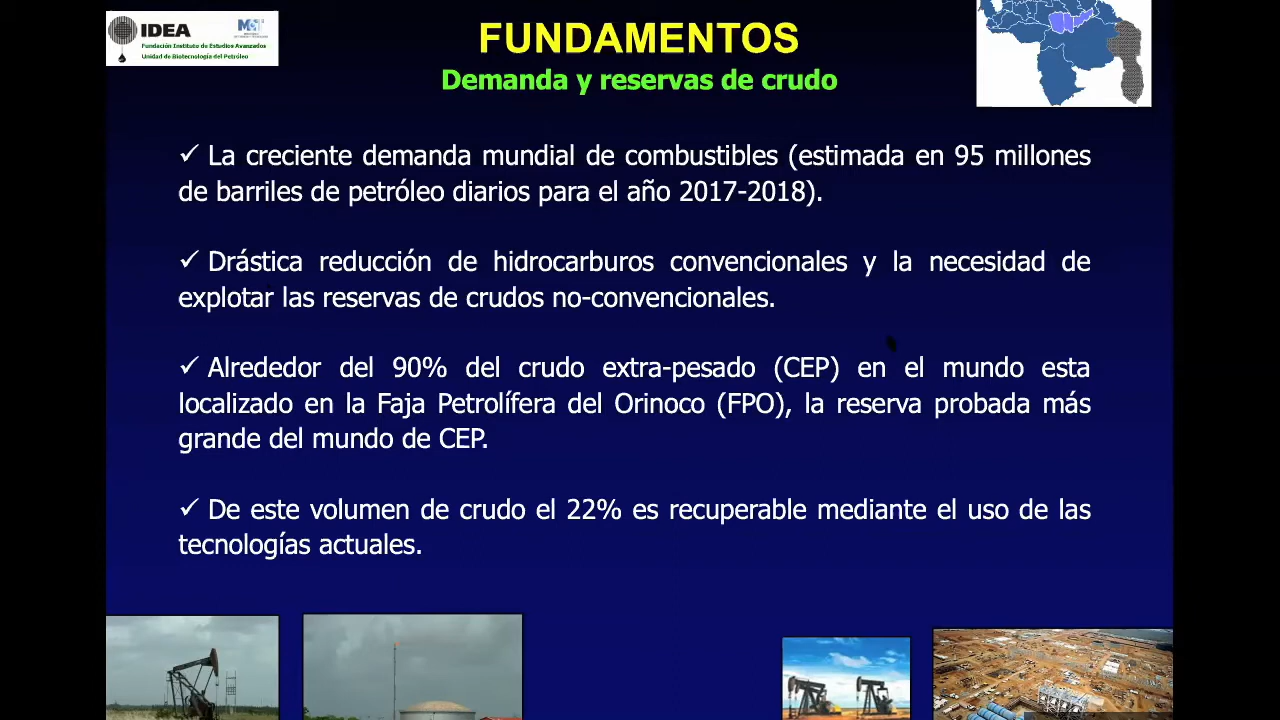 IDEA
Fundación Instituto de Estudios Avanzados
Unidad de Biotecnología del Petróleo
FUNDAMENTOS
Demanda y reservas de crudo
✓ La creciente demanda mundial de combustibles (estimada en 95 millones
de barriles de petróleo diarios para el año 2017-2018).
✓ Drástica reducción de hidrocarburos convencionales y la necesidad de
explotar las reservas de crudos no-convencionales.
✓ Alrededor del 90% del crudo extra-pesado (CEP) en el mundo esta
localizado en la Faja Petrolífera del Orinoco (FPO), la reserva probada más
grande del mundo de CEP.
✓ De este volumen de crudo el 22% es recuperable mediante el uso de las
tecnologías actuales.